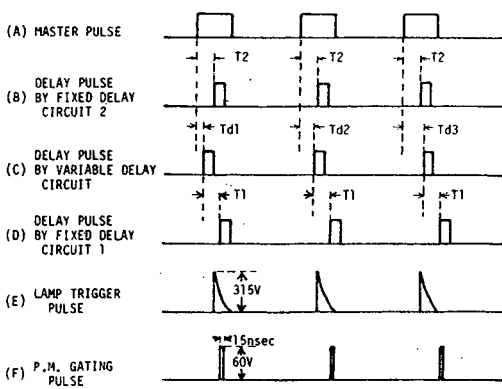 (A) MASTER PULSE
T2 T2 T2
(B) DELAY PULSE
BY FIXED DELAY
CIRCUIT 2
Td1 Td2 Td3
(C) DELAY PULSE
BY VARIABLE DELAY
CIRCUIT
T1 T1 T1
(D) DELAY PULSE
BY FIXED DELAY
CIRCUIT 1
(E) LAMP TRIGGER
PULSE
315V
15nsec
(F) P.M. GATING
PULSE
60V